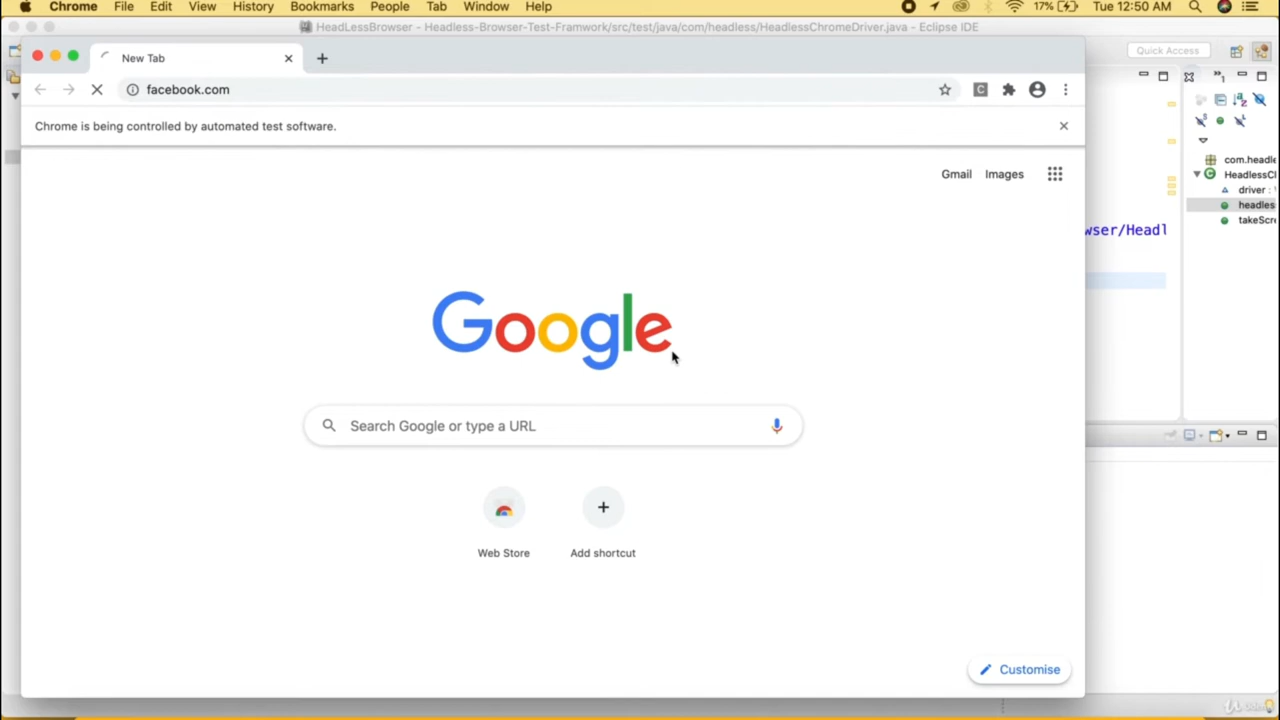 Chrome File Edit View History Bookmarks People Tab Window Help 17% Tue 12:50 AM
HeadLessBrowser - Headless-Browser-Test-Framwork/src/test/java/com/headless/HeadlessChromeDriver.java - Eclipse IDE
New Tab
Quick Access
facebook.com
Chrome is being controlled by automated test software.
Gmail Images
com.headle
HeadlessCl
driver :
headles
takeScre
wser/Headl
Google
Search Google or type a URL
Web Store Add shortcut
Customise